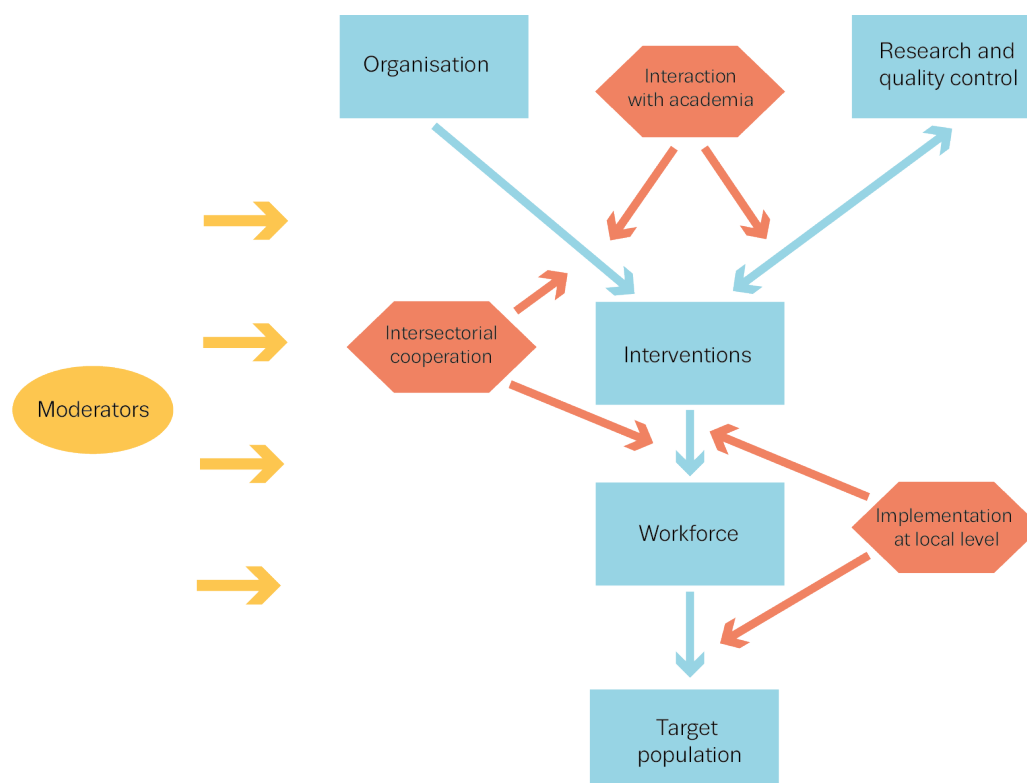 Organisation
Interaction
with academia
Research and
quality control
Intersectorial
cooperation
Interventions
Moderators
Workforce
Implementation
at local level
Target
population